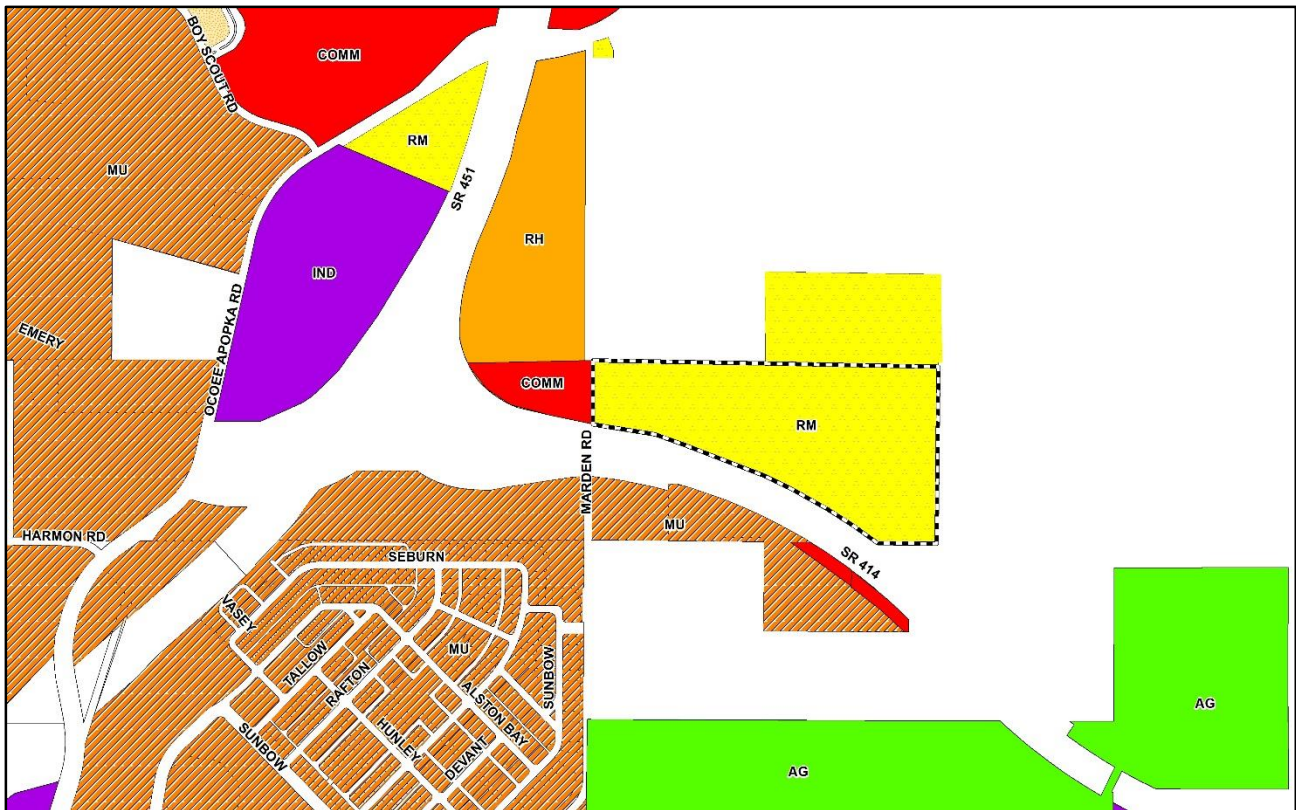 COMM
BOY SCOUT RD
RM
MU
SR 451
RH
IND
EMERY
OCOEE APOPKA RD
COMM
RM
MARDEN RD
MU
HARMON RD
SEBURN
SR 414
VASEY
TALLOW
MU
RAFTON
SUNBOW
ALSTON BAY
SUNBOW
HUNLEY
DEVANT
AG
AG